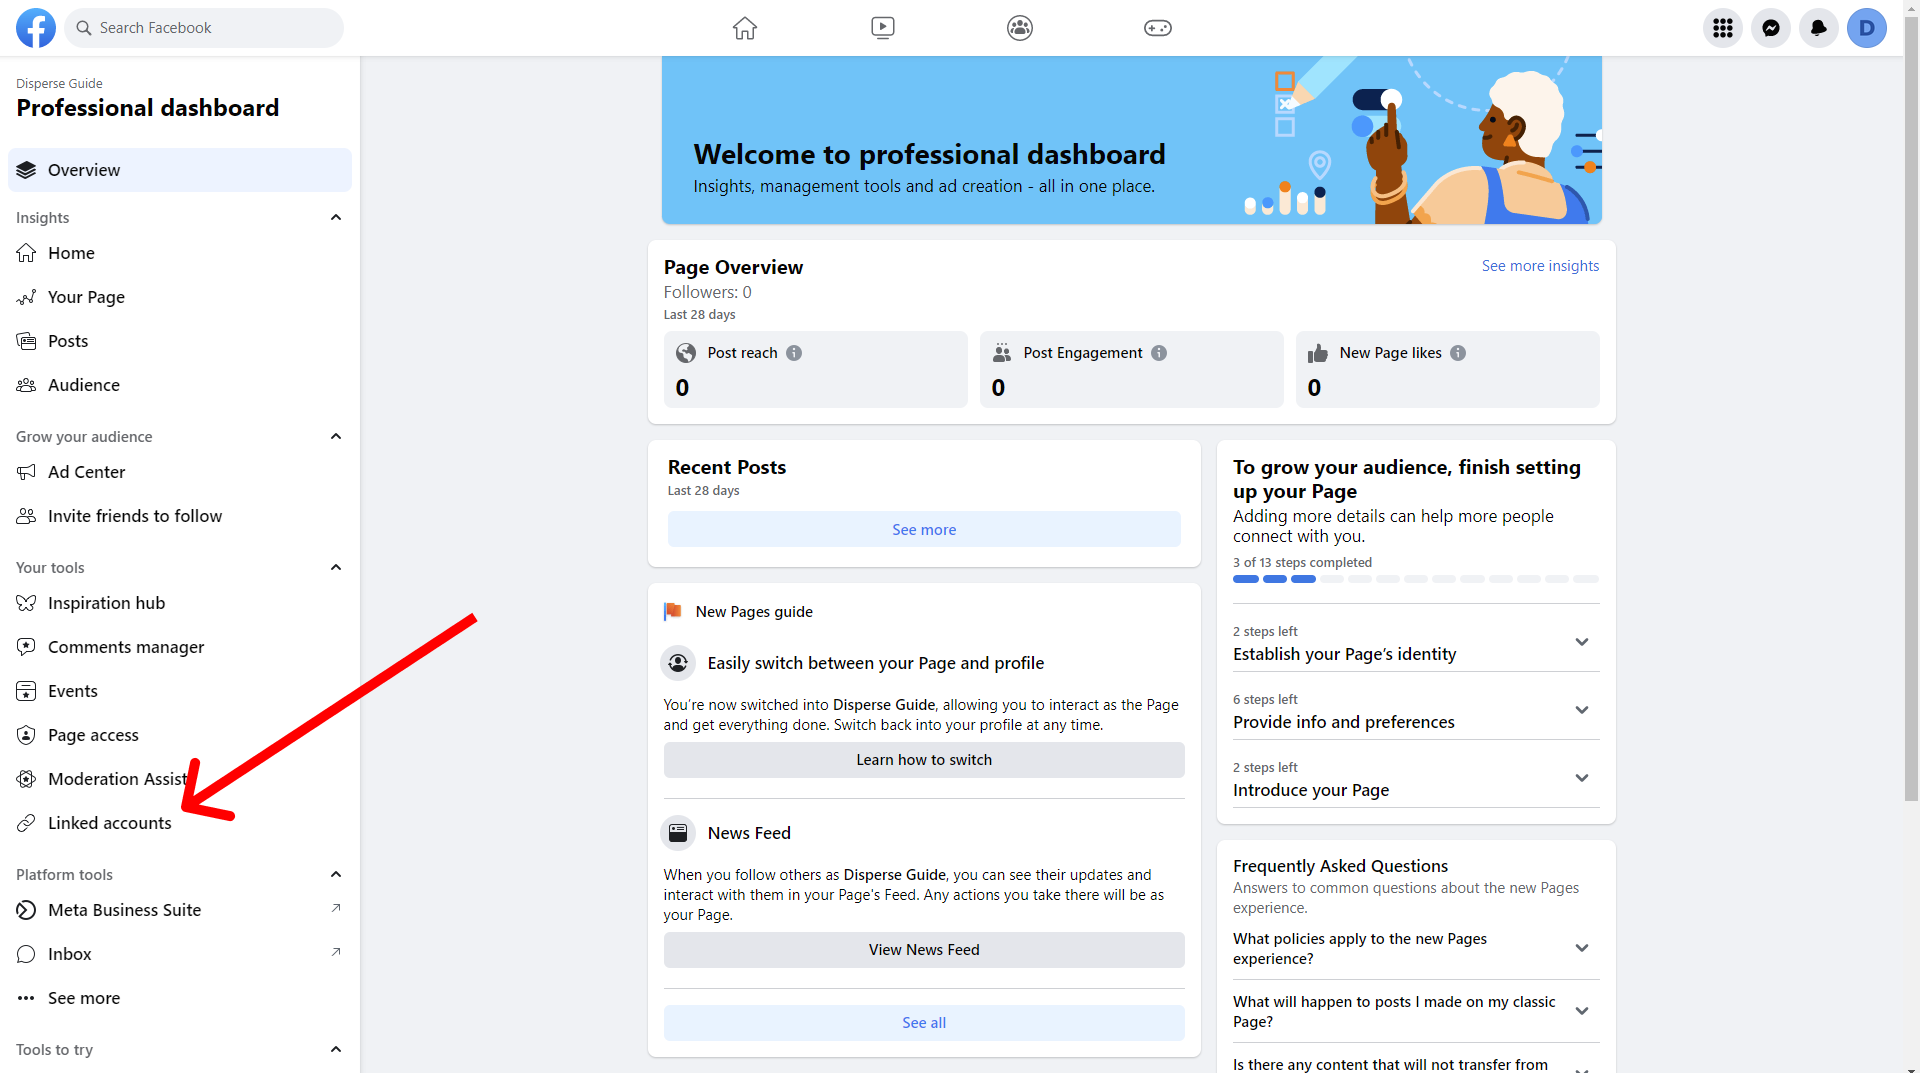 Search Facebook
D
Disperse Guide
Professional dashboard
Overview
Insights
Home
Your Page
Posts
Audience
Grow your audience
Ad Center
Invite friends to follow
Your tools
Inspiration hub
Comments manager
Events
Page access
Moderation Assist
Linked accounts
Platform tools
Meta Business Suite
Inbox
See more
Tools to try
Welcome to professional dashboard
Insights, management tools and ad creation - all in one place.
Page Overview
See more insights
Followers: 0
Last 28 days
Post reach
0
Post Engagement
0
New Page likes
0
Recent Posts
Last 28 days
See more
New Pages guide
Easily switch between your Page and profile
You’re now switched into Disperse Guide, allowing you to interact as the Page
and get everything done. Switch back into your profile at any time.
Learn how to switch
News Feed
When you follow others as Disperse Guide, you can see their updates and
interact with them in your Page's Feed. Any actions you take there will be as
your Page.
View News Feed
See all
To grow your audience, finish setting
up your Page
Adding more details can help more people
connect with you.
3 of 13 steps completed
2 steps left
Establish your Page’s identity
6 steps left
Provide info and preferences
2 steps left
Introduce your Page
Frequently Asked Questions
Answers to common questions about the new Pages
experience.
What policies apply to the new Pages
experience?
What will happen to posts I made on my classic
Page?
Is there any content that will not transfer from